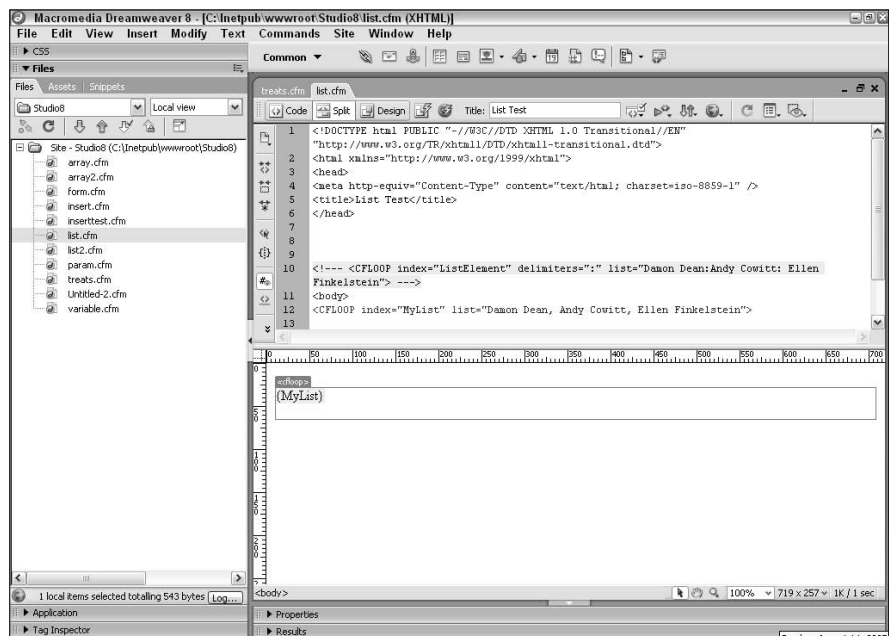 Macromedia Dreamweaver 8 - [C:\Inetpub\wwwroot\Studio8\list.cfm (XHTML)]
File Edit View Insert Modify Text Commands Site Window Help
CSS
Files
Files Assets Snippets
Studio8 Local view
Site - Studio8 (C:\Inetpub\wwwroot\Studio8)
array.cfm
array2.cfm
form.cfm
insert.cfm
inserttest.cfm
list.cfm
list2.cfm
param.cfm
treats.cfm
Untitled-2.cfm
variable.cfm
1 local items selected totalling 543 bytes Log...
Application
Tag Inspector
Common
treats.cfm list.cfm
Code Split Design Title: List Test
1 <!DOCTYPE html PUBLIC "-//W3C//DTD XHTML 1.0 Transitional//EN"
"http://www.w3.org/TR/xhtml1/DTD/xhtml1-transitional.dtd">
2 <html xmlns="http://www.w3.org/1999/xhtml">
3 <head>
4 <meta http-equiv="Content-Type" content="text/html; charset=iso-8859-1" />
5 <title>List Test</title>
6 </head>
7
8
9
10 <!--- <CFLOOP index="ListElement" delimiters=":" list="Damon Dean:Andy Cowitt: Ellen
Finkelstein"> --->
11 <body>
12 <CFLOOP index="MyList" list="Damon Dean, Andy Covitt, Ellen Finkelstein">
13
0 50 100 150 200 250 300 350 400 450 500 550 600 650 700
0
50
100
150
200
<cfloop>
(MyList)
<body> 100% 719 x 257 1K / 1 sec
Properties
Results